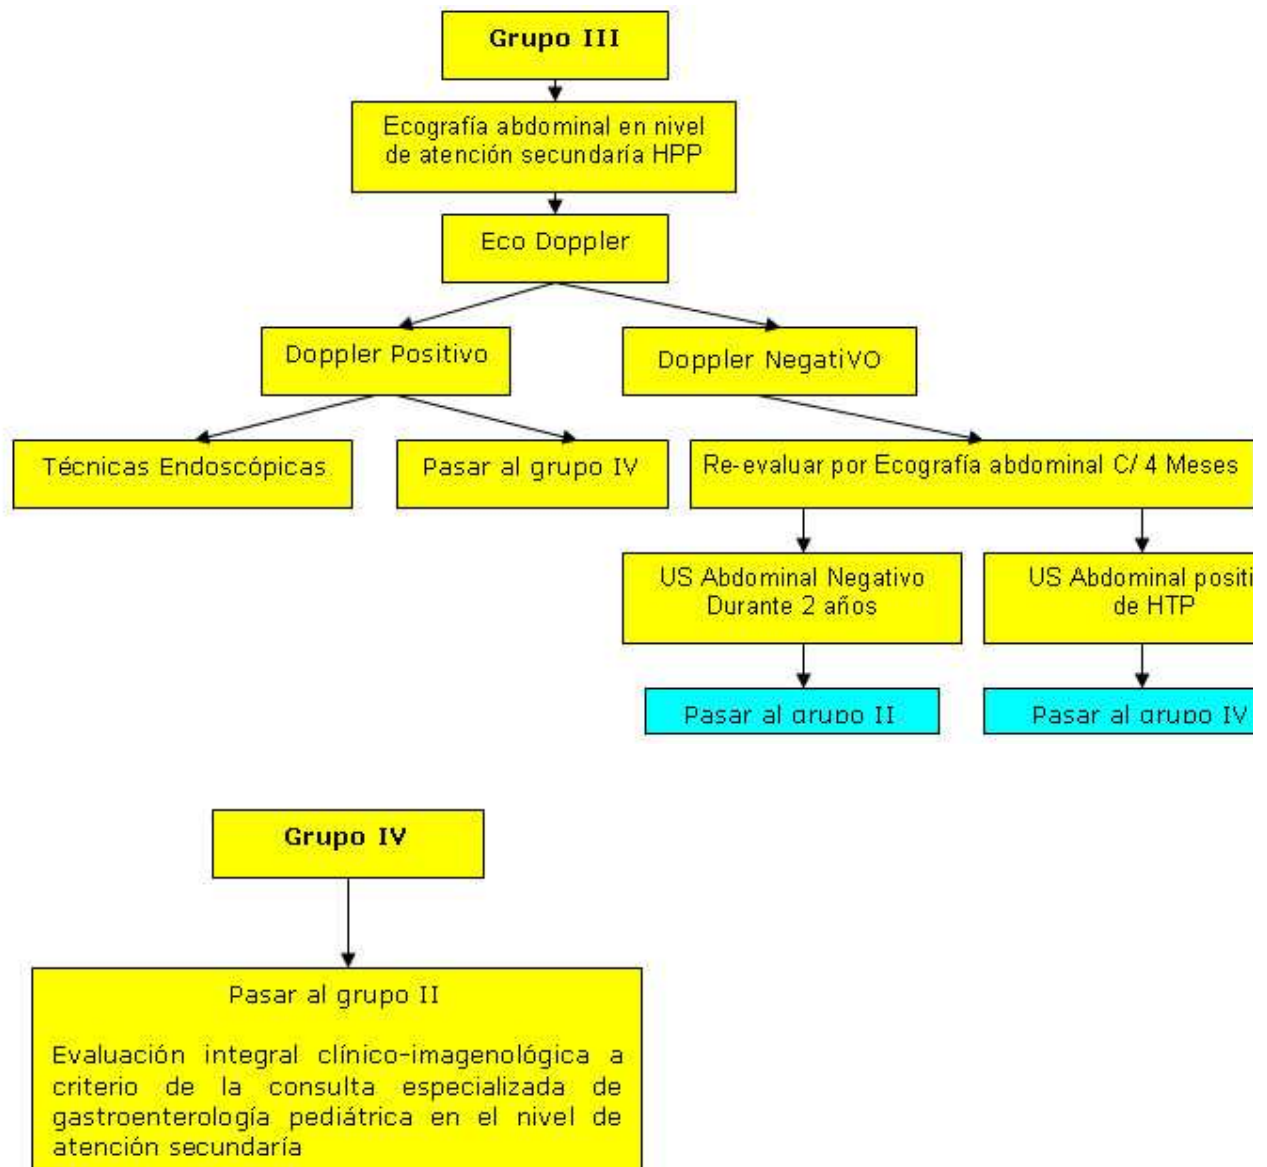 Grupo III
Ecografía abdominal en nivel
de atención secundaría HPP
Eco Doppler
Doppler Positivo
Doppler NegatiVO
Técnicas Endoscópicas
Pasar al grupo IV
Re-evaluar por Ecografía abdominal C/ 4 Meses
US Abdominal Negativo
Durante 2 años
US Abdominal positi
de HTP
Pasar al grupo II
Pasar al grupo IV
Grupo IV
Pasar al grupo II
Evaluación integral clínico-imagenológica a
criterio de la consulta especializada de
gastroenterología pediátrica en el nivel de
atención secundaría